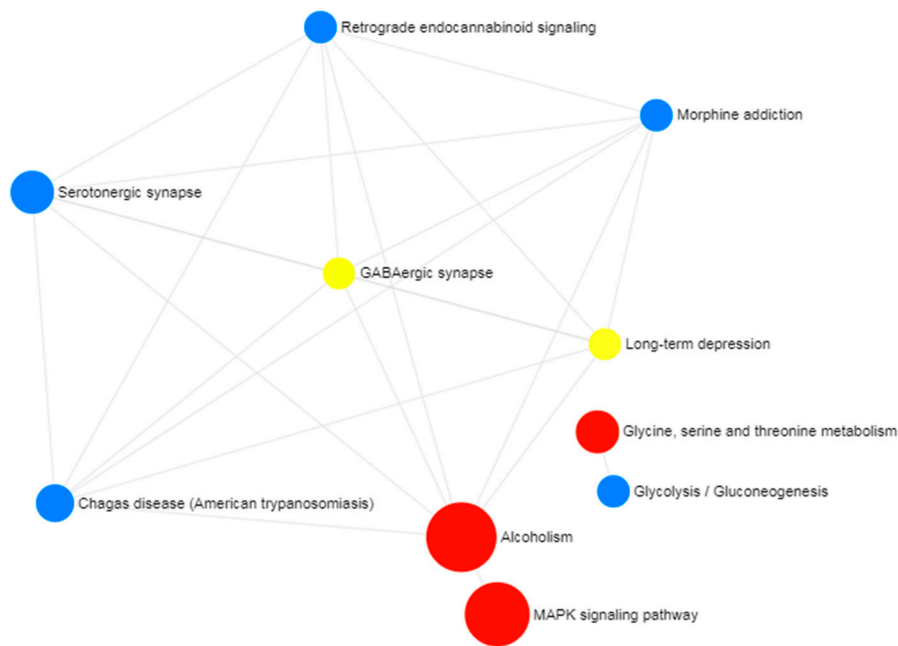 Retrograde endocannabinoid signaling
Morphine addiction
Serotonergic synapse
GABAergic synapse
Long-term depression
Glycine, serine and threonine metabolism
Glycolysis / Gluconeogenesis
Chagas disease (American trypanosomiasis)
Alcoholism
MAPK signaling pathway